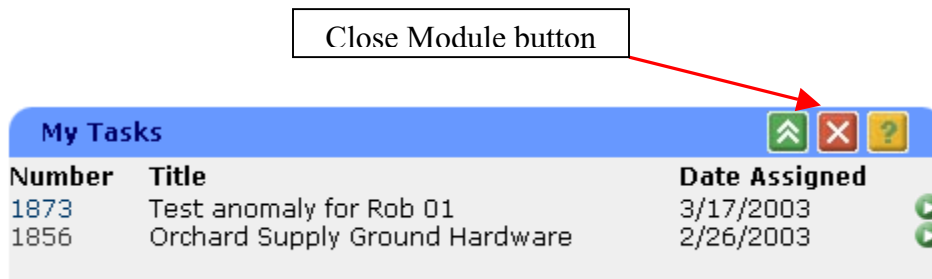 Close Module button
My Tasks ?
Number Title Date Assigned
1873 Test anomaly for Rob 01 3/17/2003
1856 Orchard Supply Ground Hardware 2/26/2003